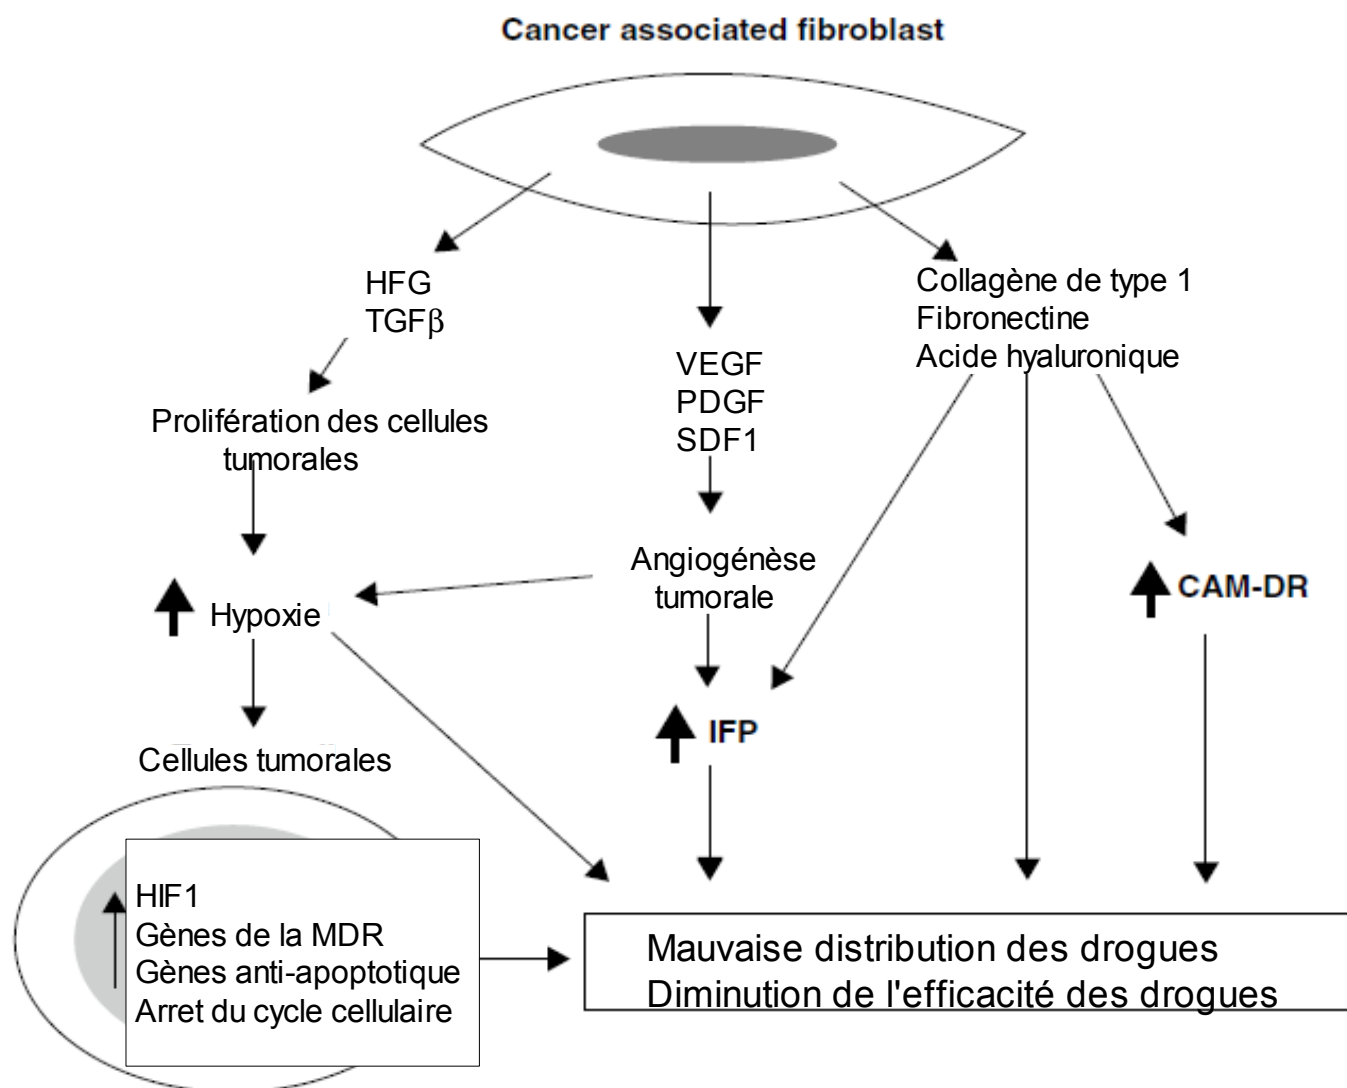 Cancer associated fibroblast
HFG
TGFβ
Collagène de type 1
Fibronectine
Acide hyaluronique
VEGF
PDGF
SDF1
Prolifération des cellules
tumorales
Angiogénèse
tumorale
Hypoxie
CAM-DR
IFP
Cellules tumorales
HIF1
Gènes de la MDR
Gènes anti-apoptotique
Arret du cycle cellulaire
Mauvaise distribution des drogues
Diminution de l'efficacité des drogues